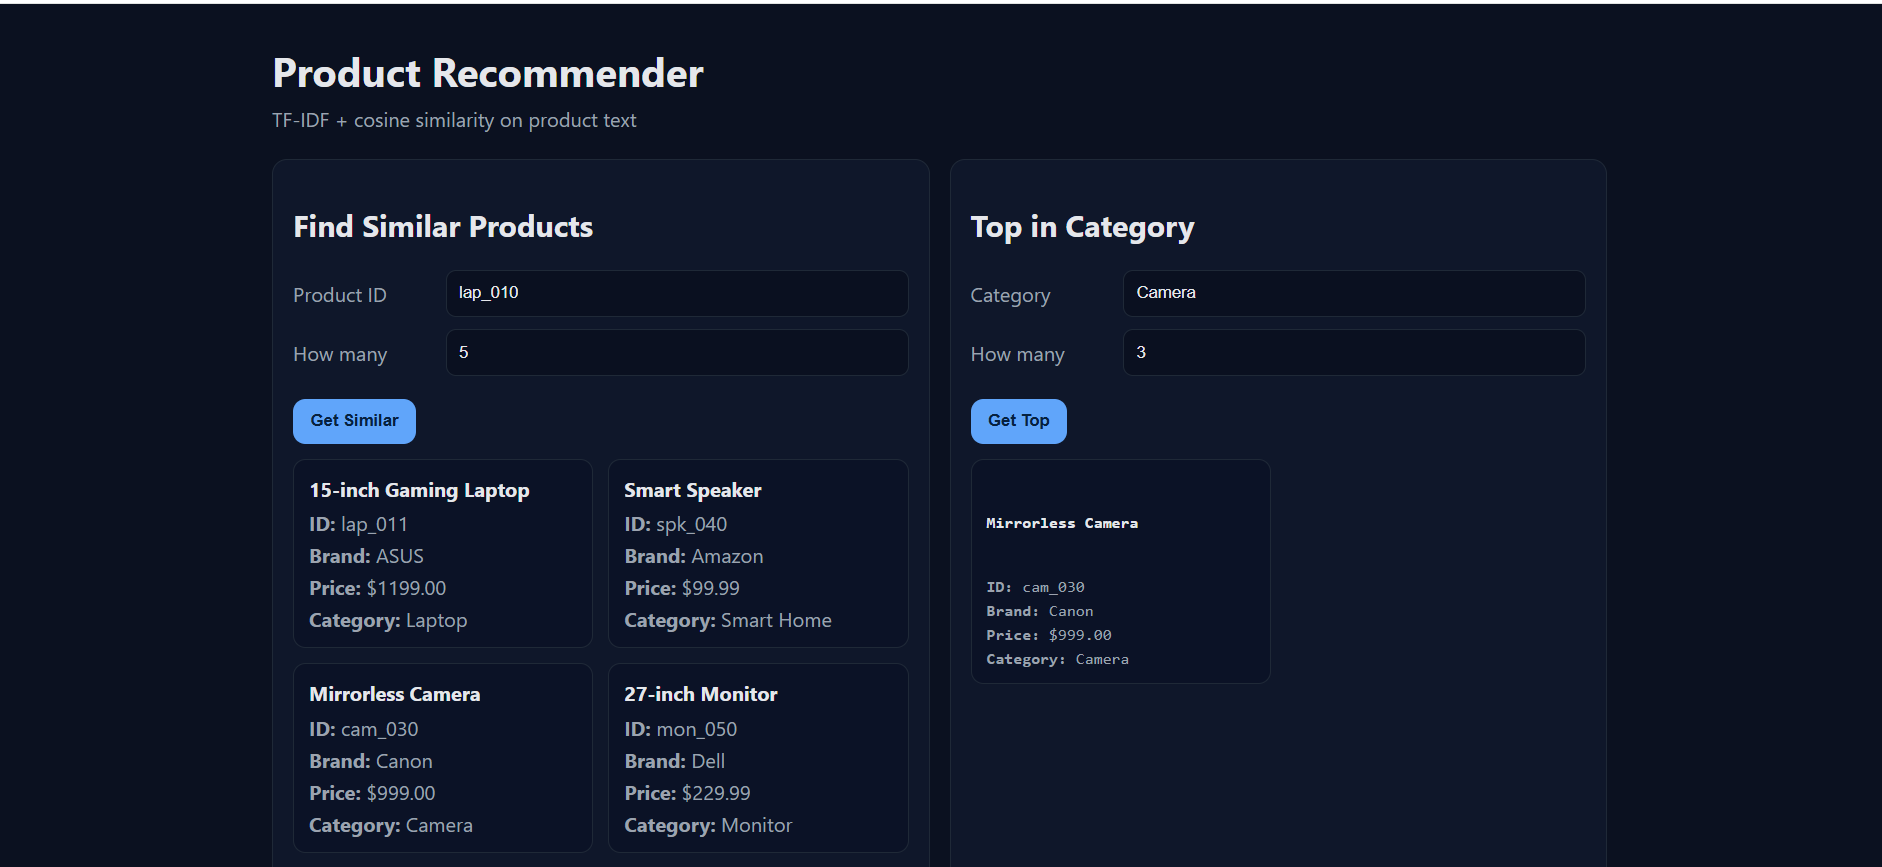 Product Recommender
TF-IDF + cosine similarity on product text
Find Similar Products
Product ID
lap_010
How many
5
Get Similar
15-inch Gaming Laptop
ID: lap_011
Brand: ASUS
Price: $1199.00
Category: Laptop
Smart Speaker
ID: spk_040
Brand: Amazon
Price: $99.99
Category: Smart Home
Mirrorless Camera
ID: cam_030
Brand: Canon
Price: $999.00
Category: Camera
27-inch Monitor
ID: mon_050
Brand: Dell
Price: $229.99
Category: Monitor
Top in Category
Category
Camera
How many
3
Get Top
Mirrorless Camera
ID: cam_030
Brand: Canon
Price: $999.00
Category: Camera